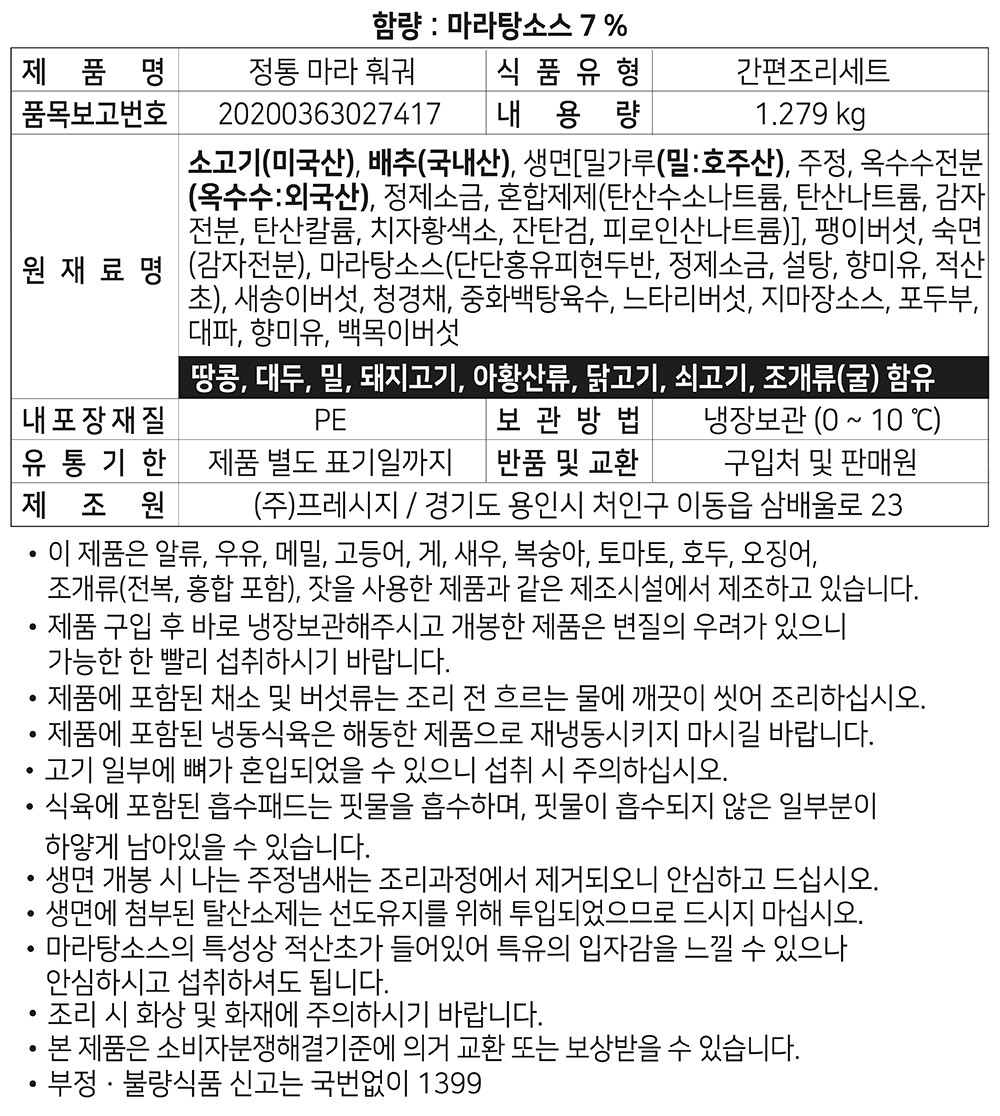 함량 : 마라탕소스 7 %
제 품 명 정통 마라 훠궈 식 품 유 형 간편조리세트
품목보고번호 20200363027417 내 용 량 1.279 kg
소고기(미국산), 배추(국내산), 생면[밀가루(밀:호주산), 주정, 옥수수전분
(옥수수:외국산), 정제소금, 혼합제제(탄산수소나트륨, 탄산나트륨, 감자
전분, 탄산칼륨, 치자황색소, 잔탄검, 피로인산나트륨)], 팽이버섯, 숙면
원 재 료 명 (감자전분), 마라탕소스(단단홍유피현두반, 정제소금, 설탕, 향미유, 적산
초), 새송이버섯, 청경채, 중화백탕육수, 느타리버섯, 지마장소스, 포두부,
대파, 향미유, 백목이버섯
땅콩, 대두, 밀, 돼지고기, 아황산류, 닭고기, 쇠고기, 조개류(굴) 함유
내 포 장 재 질 PE 보 관 방 법 냉장보관 (0 ~ 10 ℃)
유 통 기 한 제품 별도 표기일까지 반품 및 교환 구입처 및 판매원
제 조 원 (주)프레시지 / 경기도 용인시 처인구 이동읍 삼배울로 23
• 이 제품은 알류, 우유, 메밀, 고등어, 게, 새우, 복숭아, 토마토, 호두, 오징어,
조개류(전복, 홍합 포함), 잣을 사용한 제품과 같은 제조시설에서 제조하고 있습니다.
• 제품 구입 후 바로 냉장보관해주시고 개봉한 제품은 변질의 우려가 있으니
가능한 한 빨리 섭취하시기 바랍니다.
• 제품에 포함된 채소 및 버섯류는 조리 전 흐르는 물에 깨끗이 씻어 조리하십시오.
• 제품에 포함된 냉동식육은 해동한 제품으로 재냉동시키지 마시길 바랍니다.
• 고기 일부에 뼈가 혼입되었을 수 있으니 섭취 시 주의하십시오.
• 식육에 포함된 흡수패드는 핏물을 흡수하며, 핏물이 흡수되지 않은 일부분이
하얗게 남아있을 수 있습니다.
• 생면 개봉 시 나는 주정냄새는 조리과정에서 제거되오니 안심하고 드십시오.
• 생면에 첨부된 탈산소제는 선도유지를 위해 투입되었으므로 드시지 마십시오.
• 마라탕소스의 특성상 적산초가 들어있어 특유의 입자감을 느낄 수 있으나
안심하시고 섭취하셔도 됩니다.
• 조리 시 화상 및 화재에 주의하시기 바랍니다.
• 본 제품은 소비자분쟁해결기준에 의거 교환 또는 보상받을 수 있습니다.
• 부정 · 불량식품 신고는 국번없이 1399